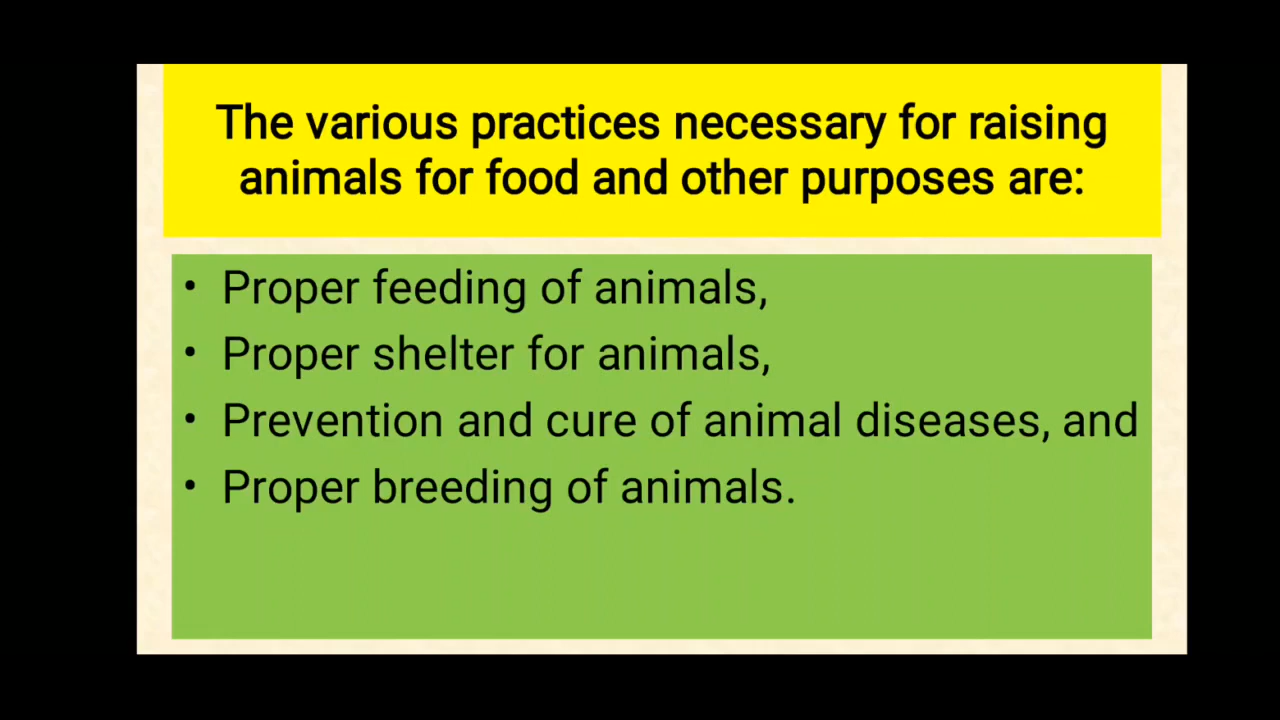 The various practices necessary for raising
animals for food and other purposes are:
• Proper feeding of animals,
• Proper shelter for animals,
• Prevention and cure of animal diseases, and
• Proper breeding of animals.